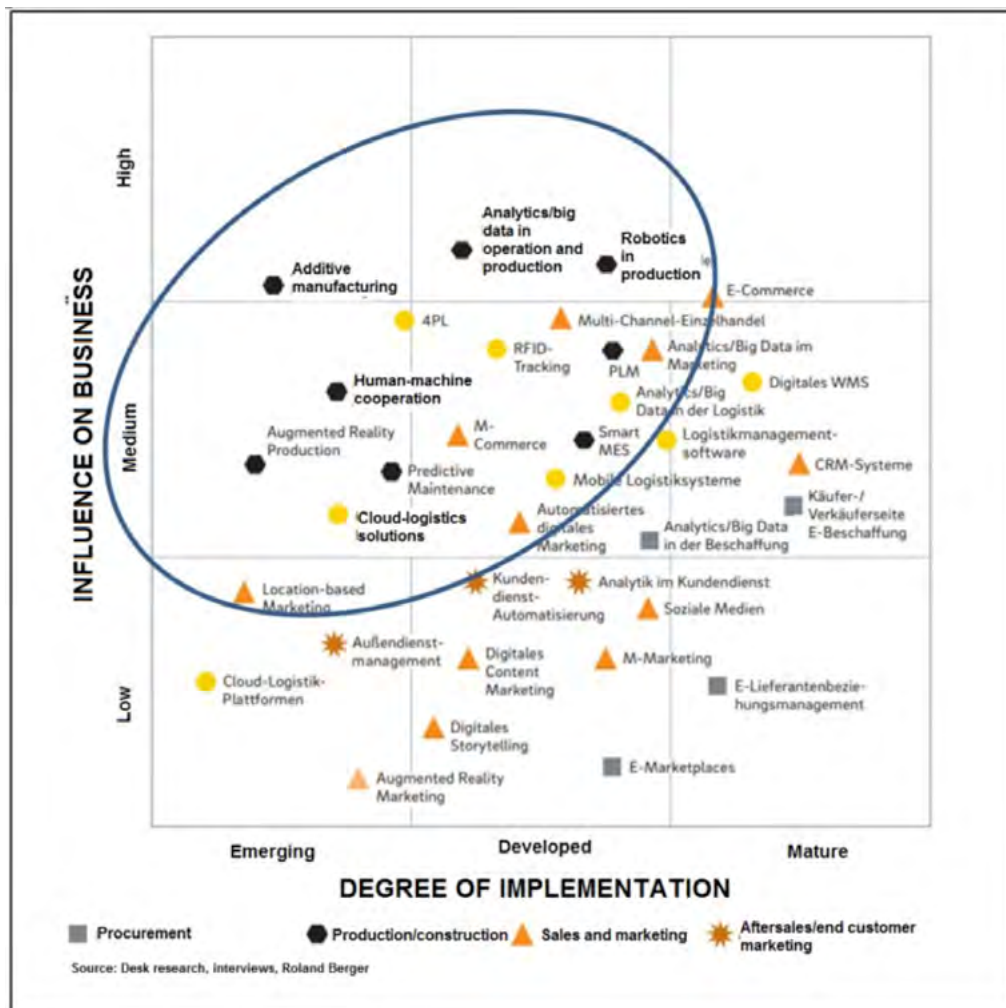 High
Medium
Low
INFLUENCE ON BUSINESS
Analytics/big
data in
operation and
production
Robotics
in
production
le
Additive
manufacturing
E-Commerce
4PL
Multi-Channel-Einzelhandel
RFID-
Tracking
PLM
Analytics/Big Data im
Marketing
Human-machine
cooperation
Analytics/Big
Data in der Logistik
Digitales WMS
Augmented Reality
Production
M-
Commerce
Smart
MES
Logistikmanagement-
software
Predictive
Maintenance
Mobile Logistiksysteme
CRM-Systeme
Cloud-logistics
solutions
Automatisiertes
digitales
Marketing
Analytics/Big Data
in der Beschaffung
Käufer-/
Verkäuferseite
E-Beschaffung
Location-based
Marketing
Kunden-
dienst-
Automatisierung
Analytik im Kundendienst
Soziale Medien
Außendienst-
management
Digitales
Content
Marketing
M-Marketing
Cloud-Logistik-
Plattformen
E-Lieferantenbezie-
hungsmanagement
Digitales
Storytelling
E-Marketplaces
Augmented Reality
Marketing
Emerging
Developed
Mature
DEGREE OF IMPLEMENTATION
Procurement
Production/construction
Sales and marketing
Aftersales/end customer
marketing
Source: Desk research, interviews, Roland Berger